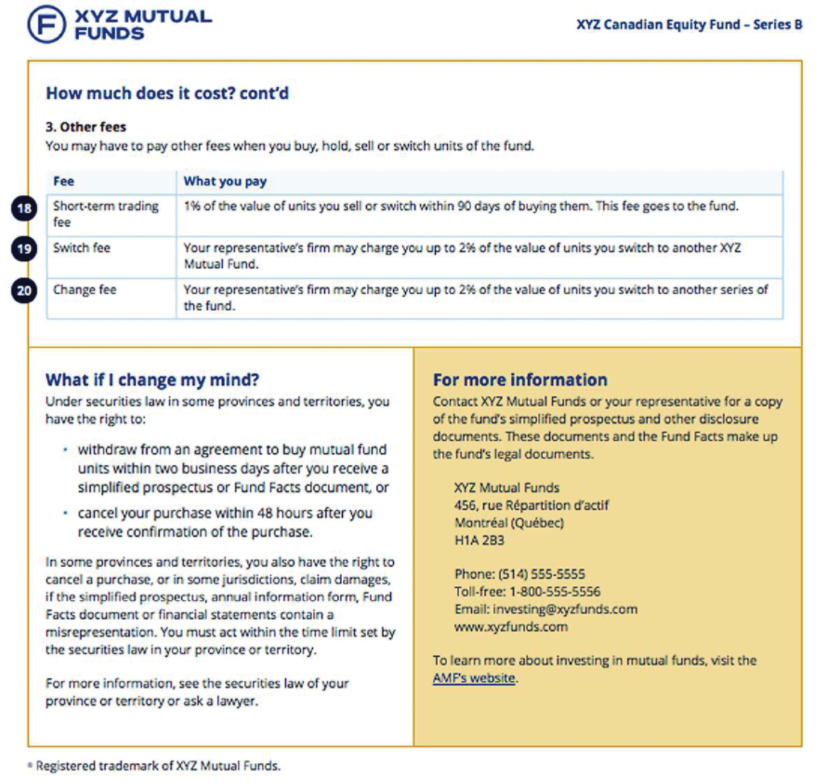 XYZ MUTUAL
FUNDS
XYZ Canadian Equity Fund – Series B
How much does it cost? cont'd
3. Other fees
You may have to pay other fees when you buy, hold, sell or switch units of the fund.
Fee What you pay
18 Short-term trading 1% of the value of units you sell or switch within 90 days of buying them. This fee goes to the fund.
fee
19 Switch fee Your representative's firm may charge you up to 2% of the value of units you switch to another XYZ
Mutual Fund.
20 Change fee Your representative's firm may charge you up to 2% of the value of units you switch to another series of
the fund.
What if I change my mind?
Under securities law in some provinces and territories, you
have the right to:
• withdraw from an agreement to buy mutual fund
units within two business days after you receive a
simplified prospectus or Fund Facts document, or
• cancel your purchase within 48 hours after you
receive confirmation of the purchase.
In some provinces and territories, you also have the right to
cancel a purchase, or in some jurisdictions, claim damages,
if the simplified prospectus, annual information form, Fund
Facts document or financial statements contain a
misrepresentation. You must act within the time limit set by
the securities law in your province or territory.
For more information, see the securities law of your
province or territory or ask a lawyer.
For more information
Contact XYZ Mutual Funds or your representative for a copy
of the fund's simplified prospectus and other disclosure
documents. These documents and the Fund Facts make up
the fund's legal documents.
XYZ Mutual Funds
456, rue Répartition d'actif
Montréal (Québec)
H1A 2B3
Phone: (514) 555-5555
Toll-free: 1-800-555-5556
Email: investing@xyzfunds.com
www.xyzfunds.com
To learn more about investing in mutual funds, visit the
AMF's website.
® Registered trademark of XYZ Mutual Funds.